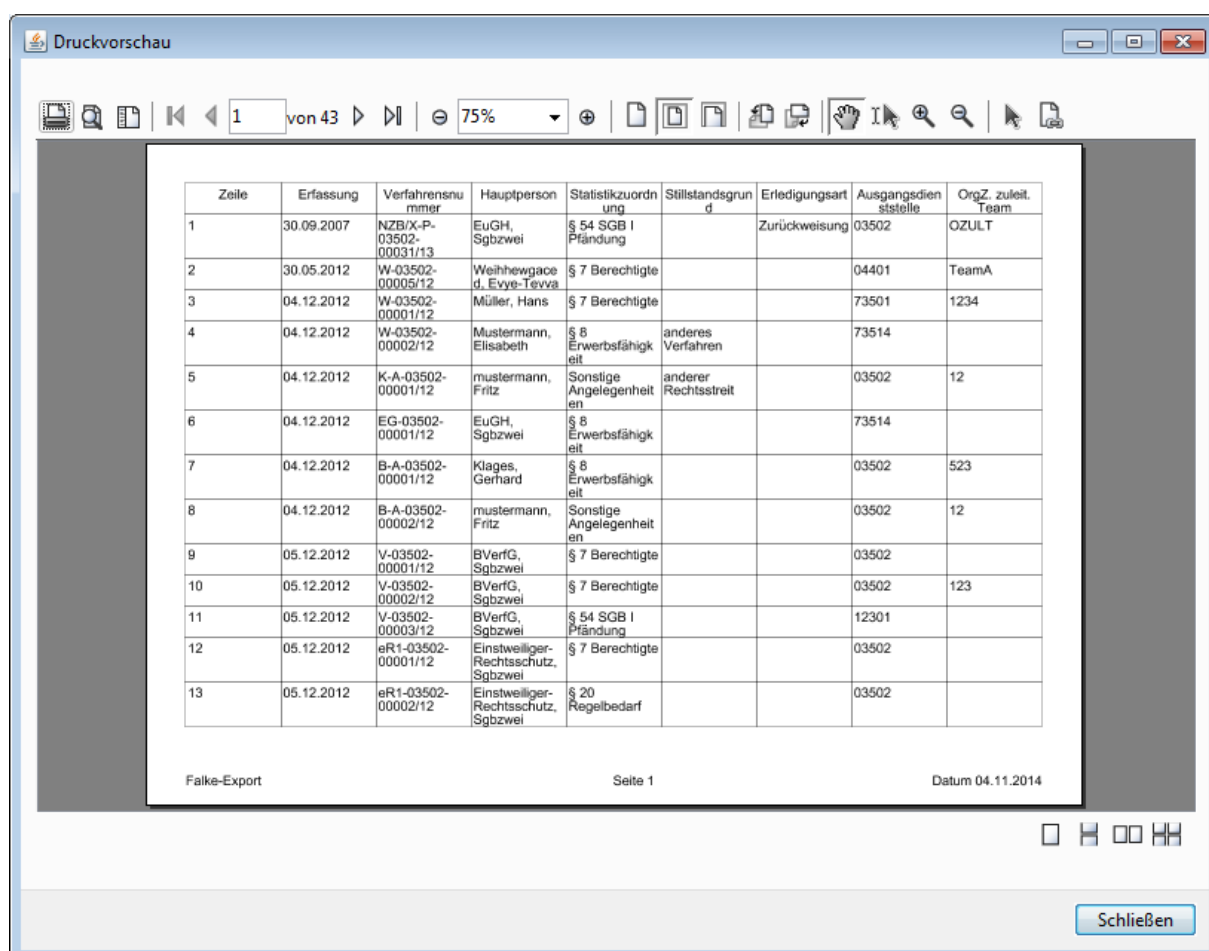 Druckvorschau
1 von 43 75%
Zeile Erfassung Verfahrensnu Hauptperson Statistikzuordn Stillstandsgrun Erledigungsart Ausgangsdien OrgZ. zuleit.
mmer ung d ststelle Team
1 30.09.2007 NZB/X-P- EuGH, § 54 SGB I Zurückweisung 03502 OZULT
03502- Sgbzwei Pfändung
00031/13
2 30.05.2012 W-03502- Weihhewgace § 7 Berechtigte 04401 TeamA
00005/12 d, Evye-Tevva
3 04.12.2012 W-03502- Müller, Hans § 7 Berechtigte 73501 1234
00001/12
4 04.12.2012 W-03502- Mustermann, § 8 anderes 73514
00002/12 Elisabeth Erwerbsfähigk Verfahren
eit
5 04.12.2012 K-A-03502- mustermann, Sonstige anderer 03502 12
00001/12 Fritz Angelegenheit Rechtsstreit
en
6 04.12.2012 EG-03502- EuGH, § 8 73514
00001/12 Sgbzwei Erwerbsfähigk
eit
7 04.12.2012 B-A-03502- Klages, § 8 03502 523
00001/12 Gerhard Erwerbsfähigk
eit
8 04.12.2012 B-A-03502- mustermann, Sonstige 03502 12
00002/12 Fritz Angelegenheit
en
9 05.12.2012 V-03502- BVerfG, § 7 Berechtigte 03502
00001/12 Sgbzwei
10 05.12.2012 V-03502- BVerfG, § 7 Berechtigte 03502 123
00002/12 Sgbzwei
11 05.12.2012 V-03502- BVerfG, § 54 SGB I 12301
00003/12 Sgbzwei Pfändung
12 05.12.2012 eR1-03502- Einstweiliger- § 7 Berechtigte 03502
00001/12 Rechtsschutz,
Sgbzwei
13 05.12.2012 eR1-03502- Einstweiliger- § 20 03502
00002/12 Rechtsschutz, Regelbedarf
Sgbzwei
Falke-Export Seite 1 Datum 04.11.2014
Schließen